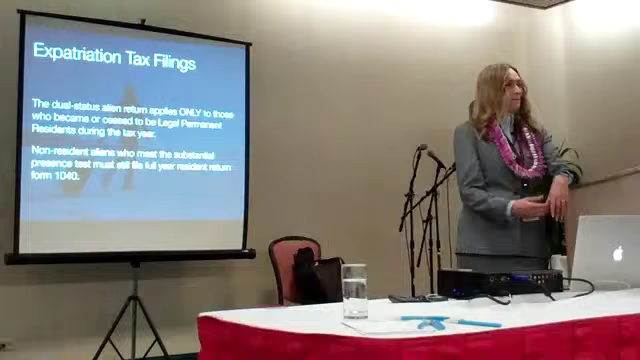 Expatriation Tax Filings
The dual-status alien return applies ONLY to those
who became or ceased to be Legal Permanent
Residents during the tax year.
Non-resident aliens who meet the substantial
presence test must still file full year resident return
form 1040.